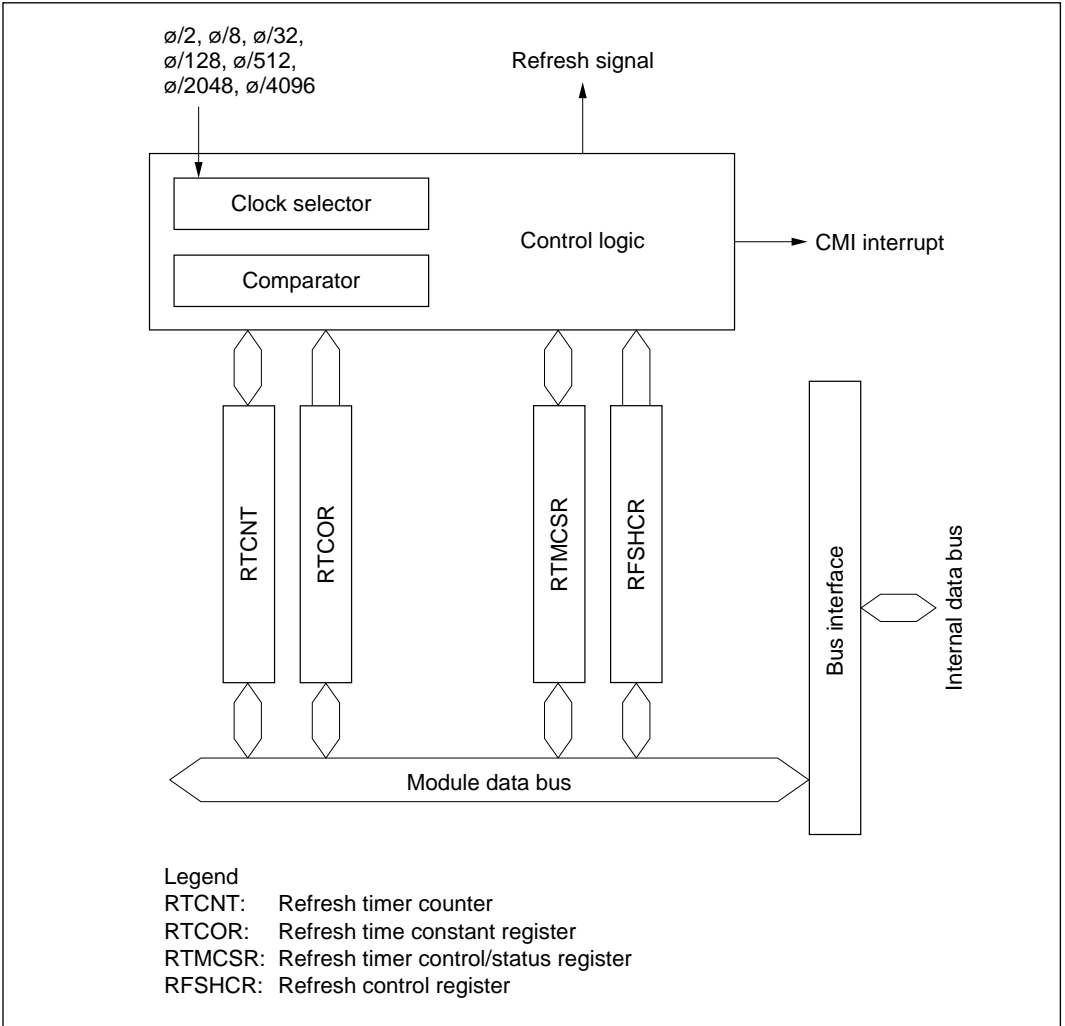 ø/2, ø/8, ø/32,
ø/128, ø/512,
ø/2048, ø/4096
Refresh signal
Clock selector
Control logic
CMI interrupt
Comparator
RTCNT
RTCOR
RTMCSR
RFSHCR
Bus interface
Internal data bus
Module data bus
Legend
RTCNT: Refresh timer counter
RTCOR: Refresh time constant register
RTMCSR: Refresh timer control/status register
RFSHCR: Refresh control register